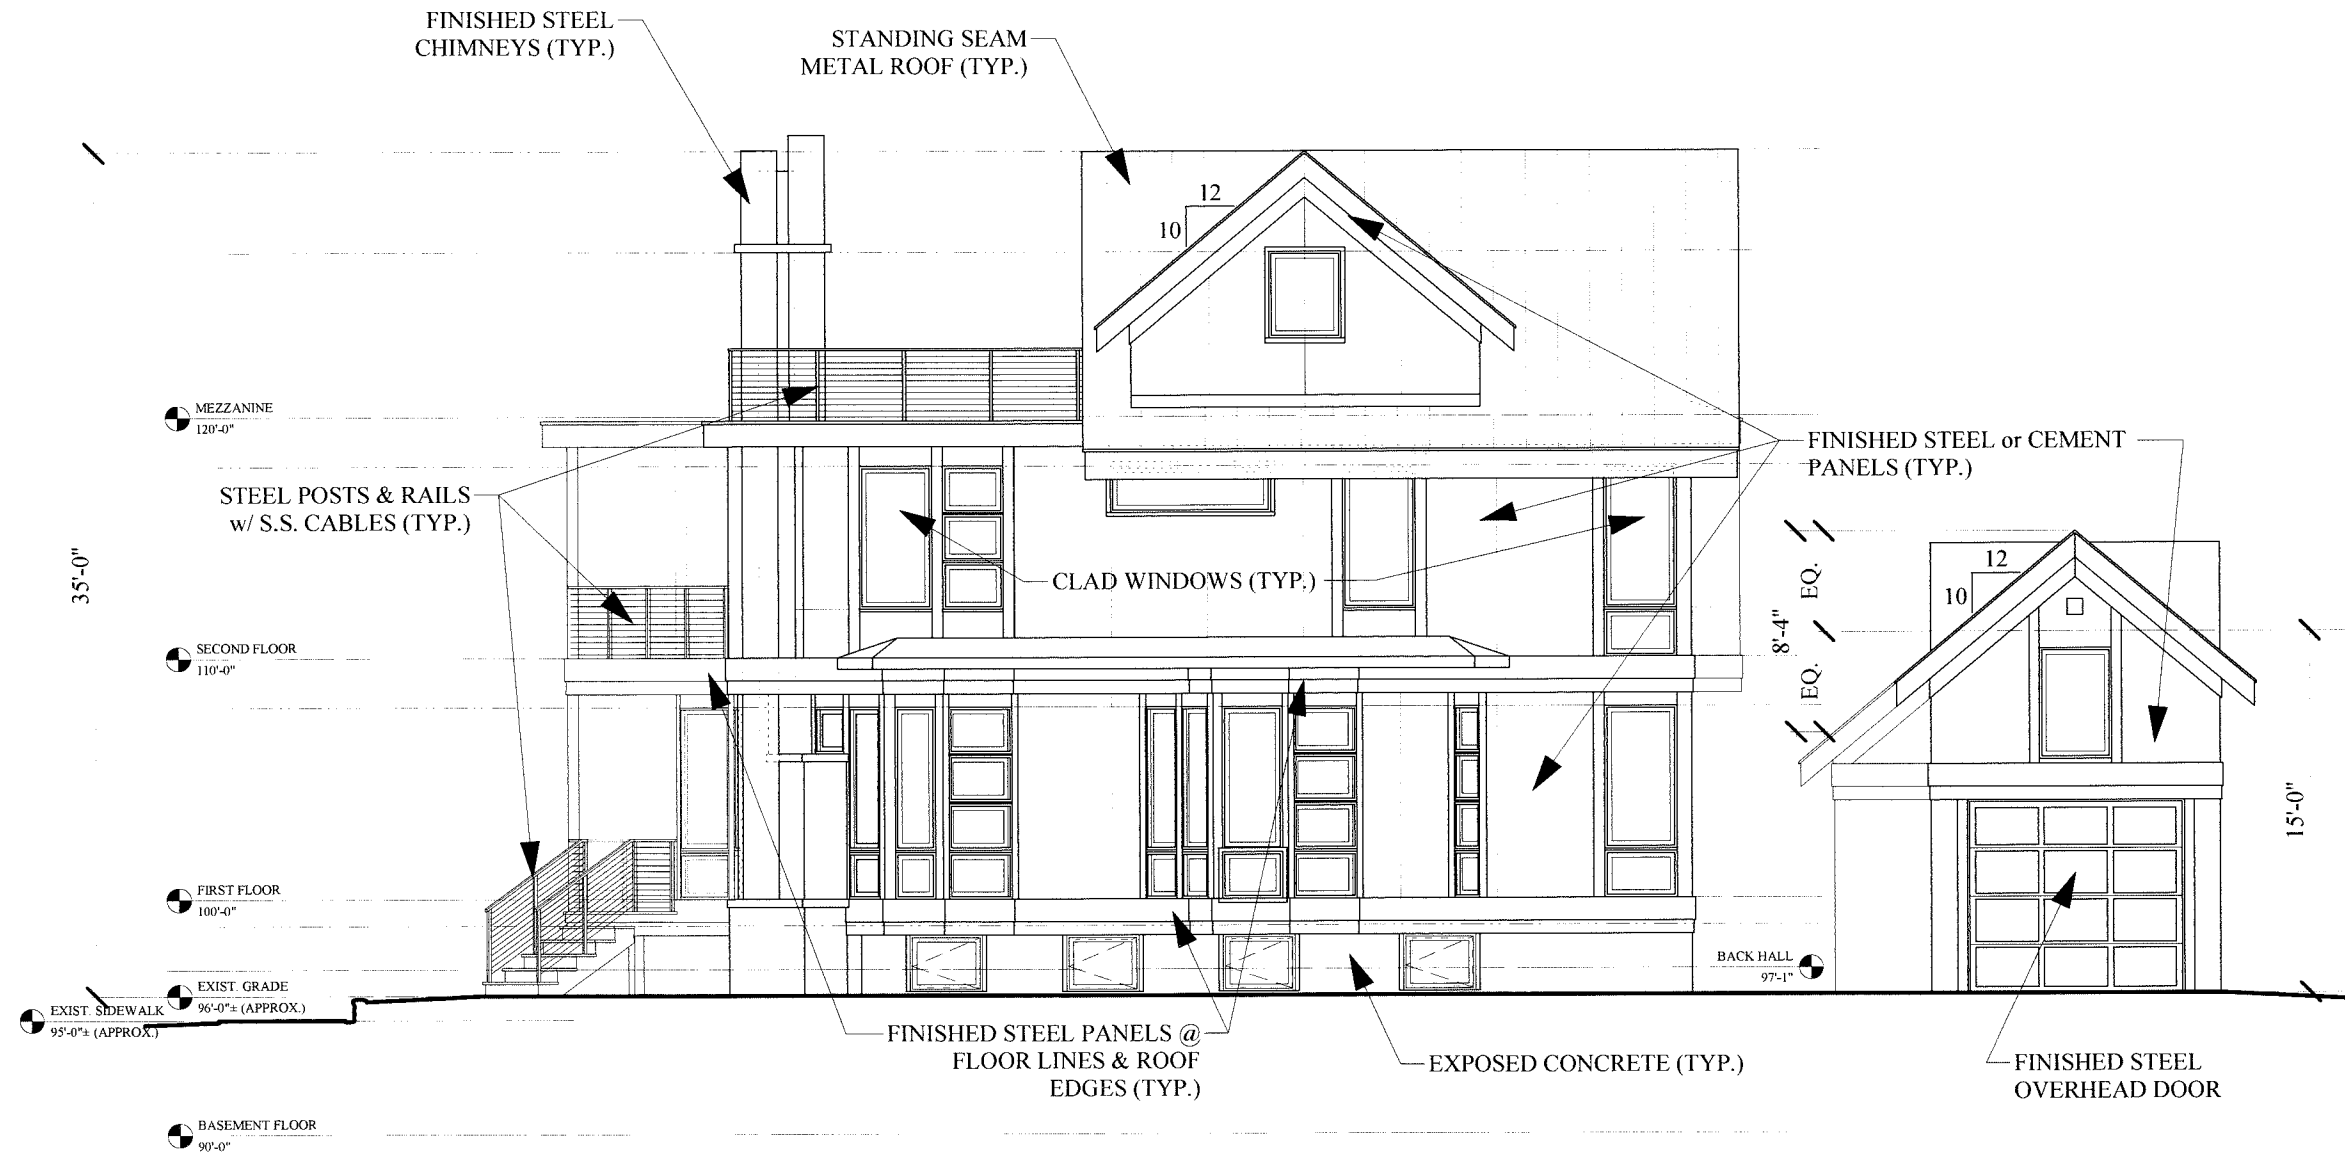 FINISHED STEEL
CHIMNEYS (TYP.)
STANDING SEAM
METAL ROOF (TYP.)
12
10
MEZZANINE
120'-0"
FINISHED STEEL or CEMENT
PANELS (TYP.)
STEEL POSTS & RAILS
w/ S.S. CABLES (TYP.)
35'-0"
CLAD WINDOWS (TYP.)
12
10
EQ.
8'-4"
EQ.
SECOND FLOOR
110'-0"
15'-0"
FIRST FLOOR
100'-0"
BACK HALL
97'-1"
EXIST. GRADE
96'-0"± (APPROX.)
EXIST. SIDEWALK
95'-0"± (APPROX.)
FINISHED STEEL PANELS @
FLOOR LINES & ROOF
EDGES (TYP.)
EXPOSED CONCRETE (TYP.)
FINISHED STEEL
OVERHEAD DOOR
BASEMENT FLOOR
90'-0"